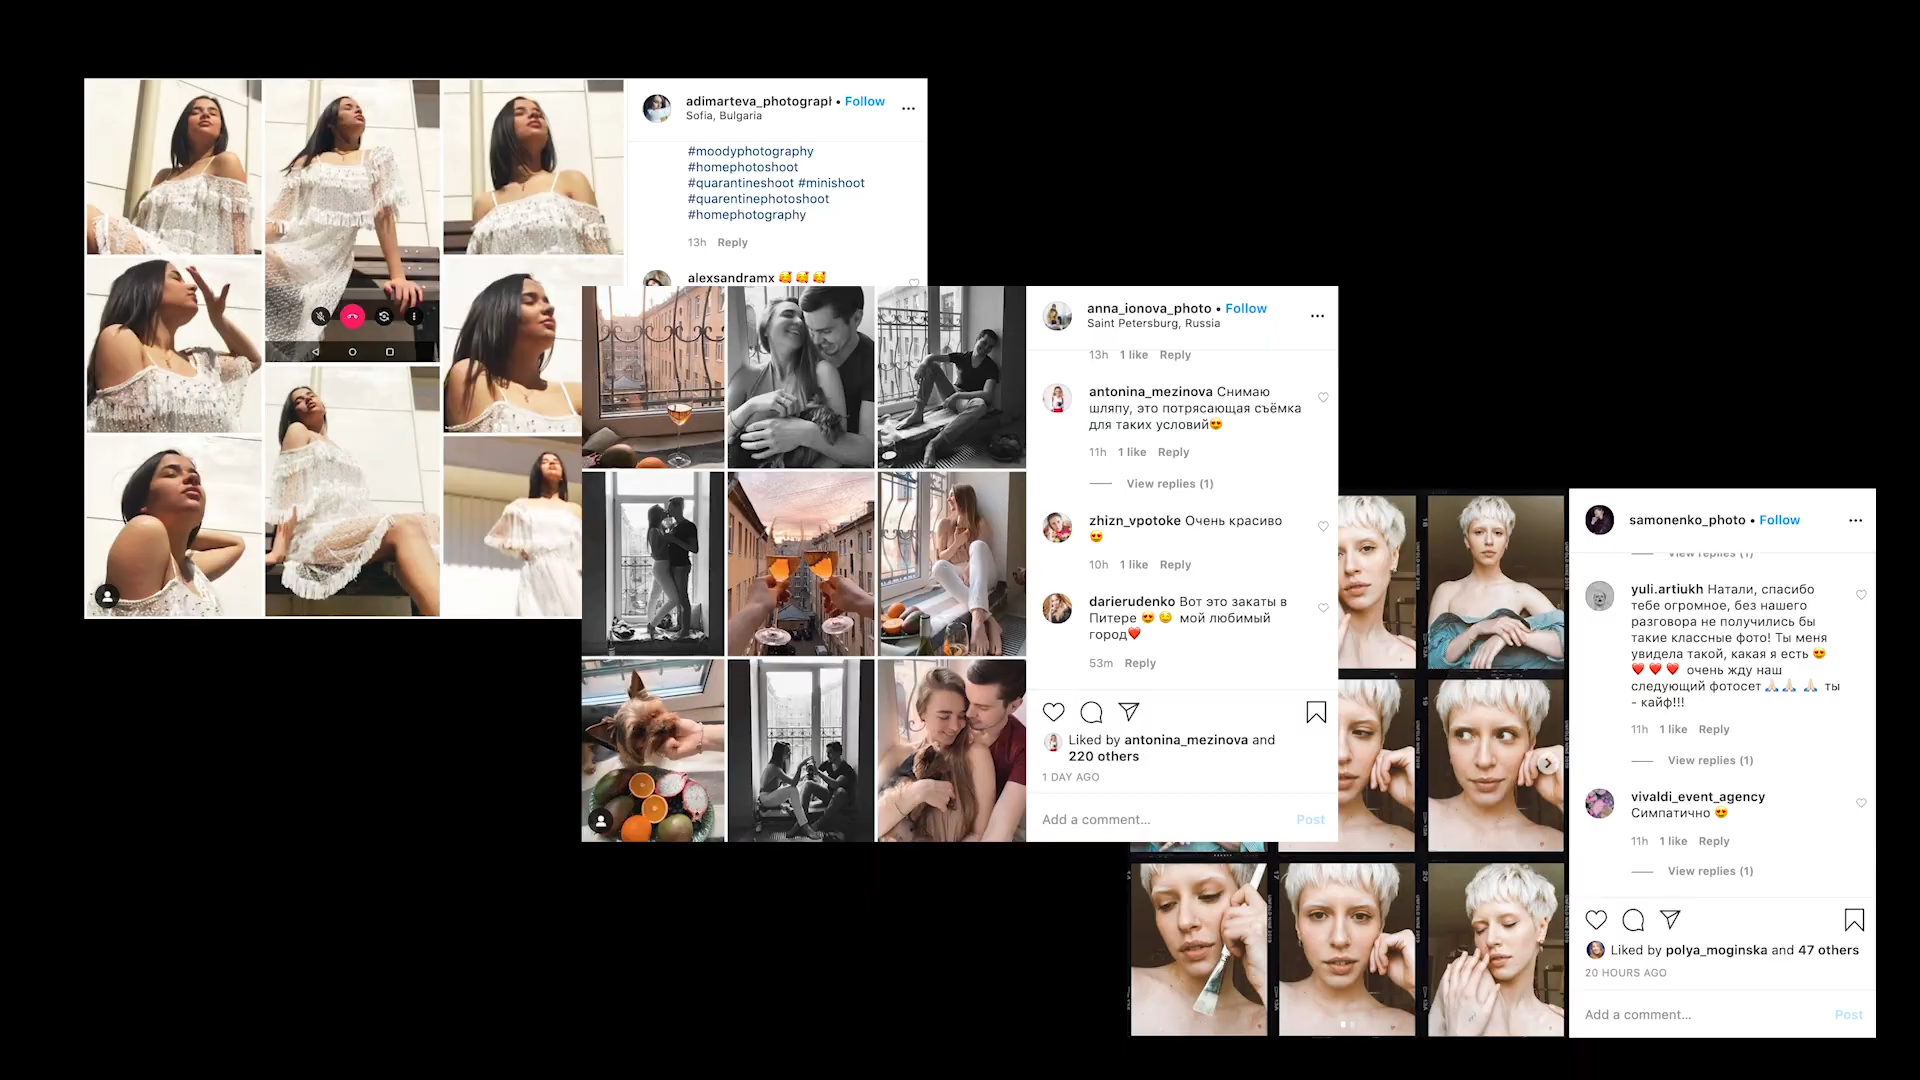 adimarteva_photograph • Follow
Sofia, Bulgaria
#moodyphotography
#homephotoshoot
#quarantineshoot #minishoot
#quarentinephotoshoot
#homephotography
13h Reply
alexsandramx 🥰 🥰 🥰
anna_ionova_photo • Follow
Saint Petersburg, Russia
13h 1 like Reply
antonina_mezinova Снимаю
шляпу, это потрясающая съёмка
для таких условий😍
11h 1 like Reply
View replies (1)
zhizn_vpotoke Очень красиво
😍
10h 1 like Reply
darierudenko Вот это закаты в
Питере 😍 😌 мой любимый
город❤️
53m Reply
Liked by antonina_mezinova and
220 others
1 DAY AGO
Add a comment... Post
samonenko_photo • Follow
View replies (1)
yuli.artiukh Натали, спасибо
тебе огромное, без нашего
разговора не получились бы
такие классные фото! Ты меня
увидела такой, какая я есть 😍
❤️ ❤️ ❤️ очень жду наш
следующий фотосет 🙏🏻🙏🏻 🙏🏻 ты
- кайф!!!
11h 1 like Reply
View replies (1)
vivaldi_event_agency
Симпатично 😍
11h 1 like Reply
View replies (1)
Liked by polya_moginska and 47 others
20 HOURS AGO
Add a comment... Post